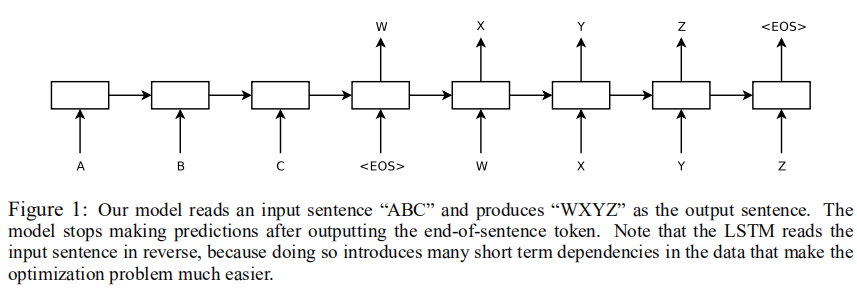 W X Y Z <EOS>
A B C <EOS> W X Y Z
Figure 1: Our model reads an input sentence “ABC” and produces “WXYZ” as the output sentence. The
model stops making predictions after outputting the end-of-sentence token. Note that the LSTM reads the
input sentence in reverse, because doing so introduces many short term dependencies in the data that make the
optimization problem much easier.